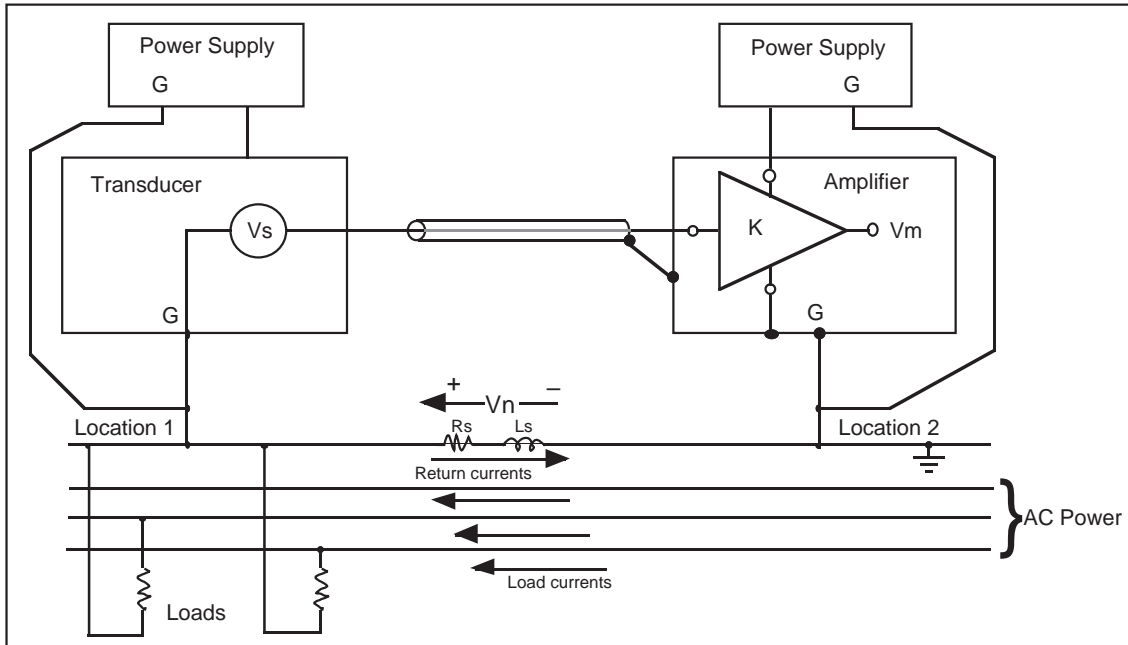 Power Supply
G
Power Supply
G
Transducer
Vs
G
Amplifier
K
Vm
G
+ Vn –
Location 1
Rs
Ls
Location 2
Return currents
AC Power
Load currents
Loads